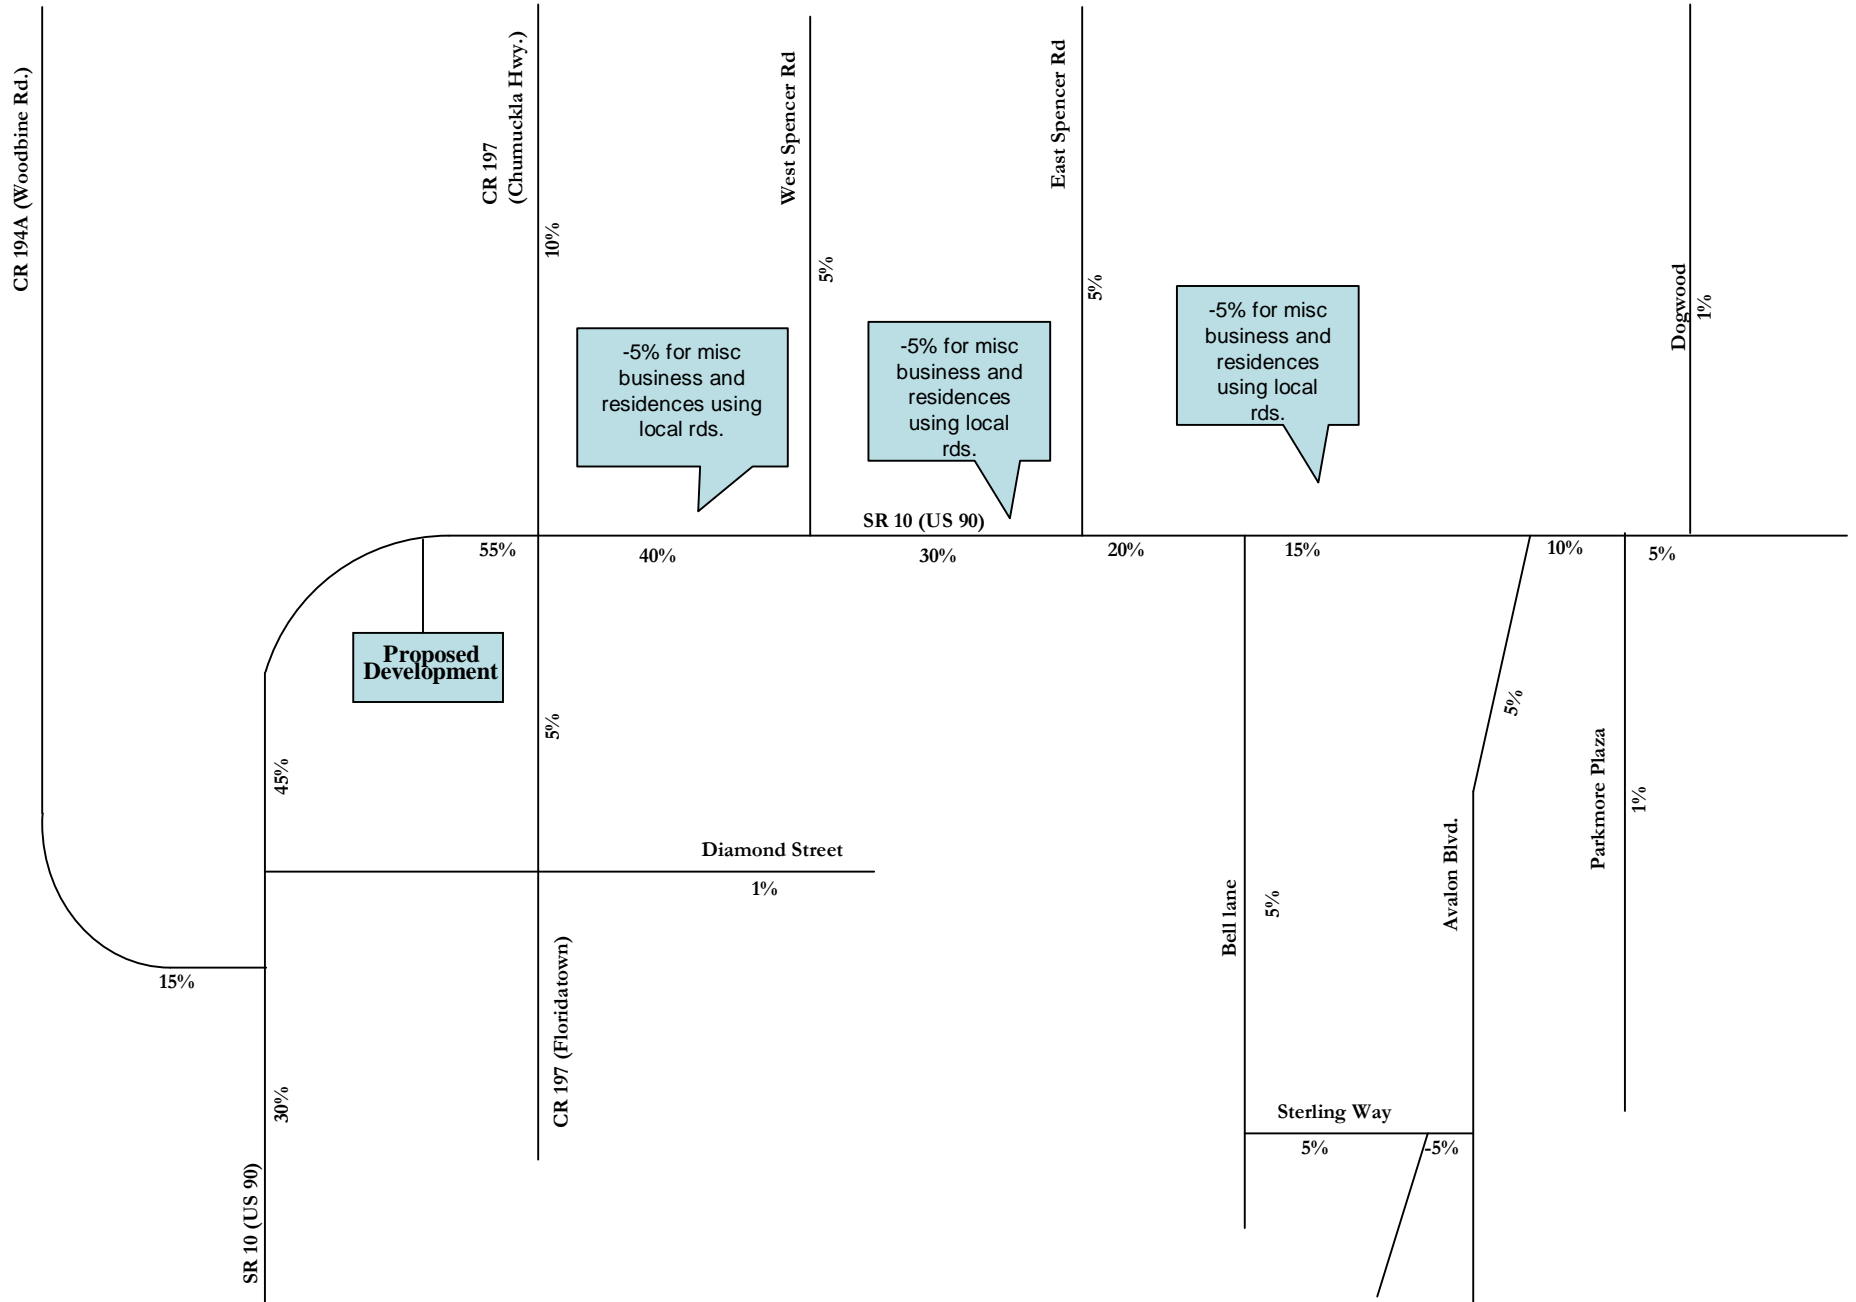 CR 194A (Woodbine Rd.)
CR 197
(Chumuckla Hwy.)
10%
West Spencer Rd
5%
East Spencer Rd
5%
Dogwood
1%
-5% for misc
business and
residences using
local rds.
-5% for misc
business and
residences
using local
rds.
-5% for misc
business and
residences
using local
rds.
SR 10 (US 90)
55%
40%
30%
20%
15%
10%
5%
Proposed
Development
45%
5%
5%
Parkmore Plaza
1%
Diamond Street
1%
Avalon Blvd.
Bell lane
5%
15%
CR 197 (Floridatown)
30%
Sterling Way
5%
-5%
SR 10 (US 90)